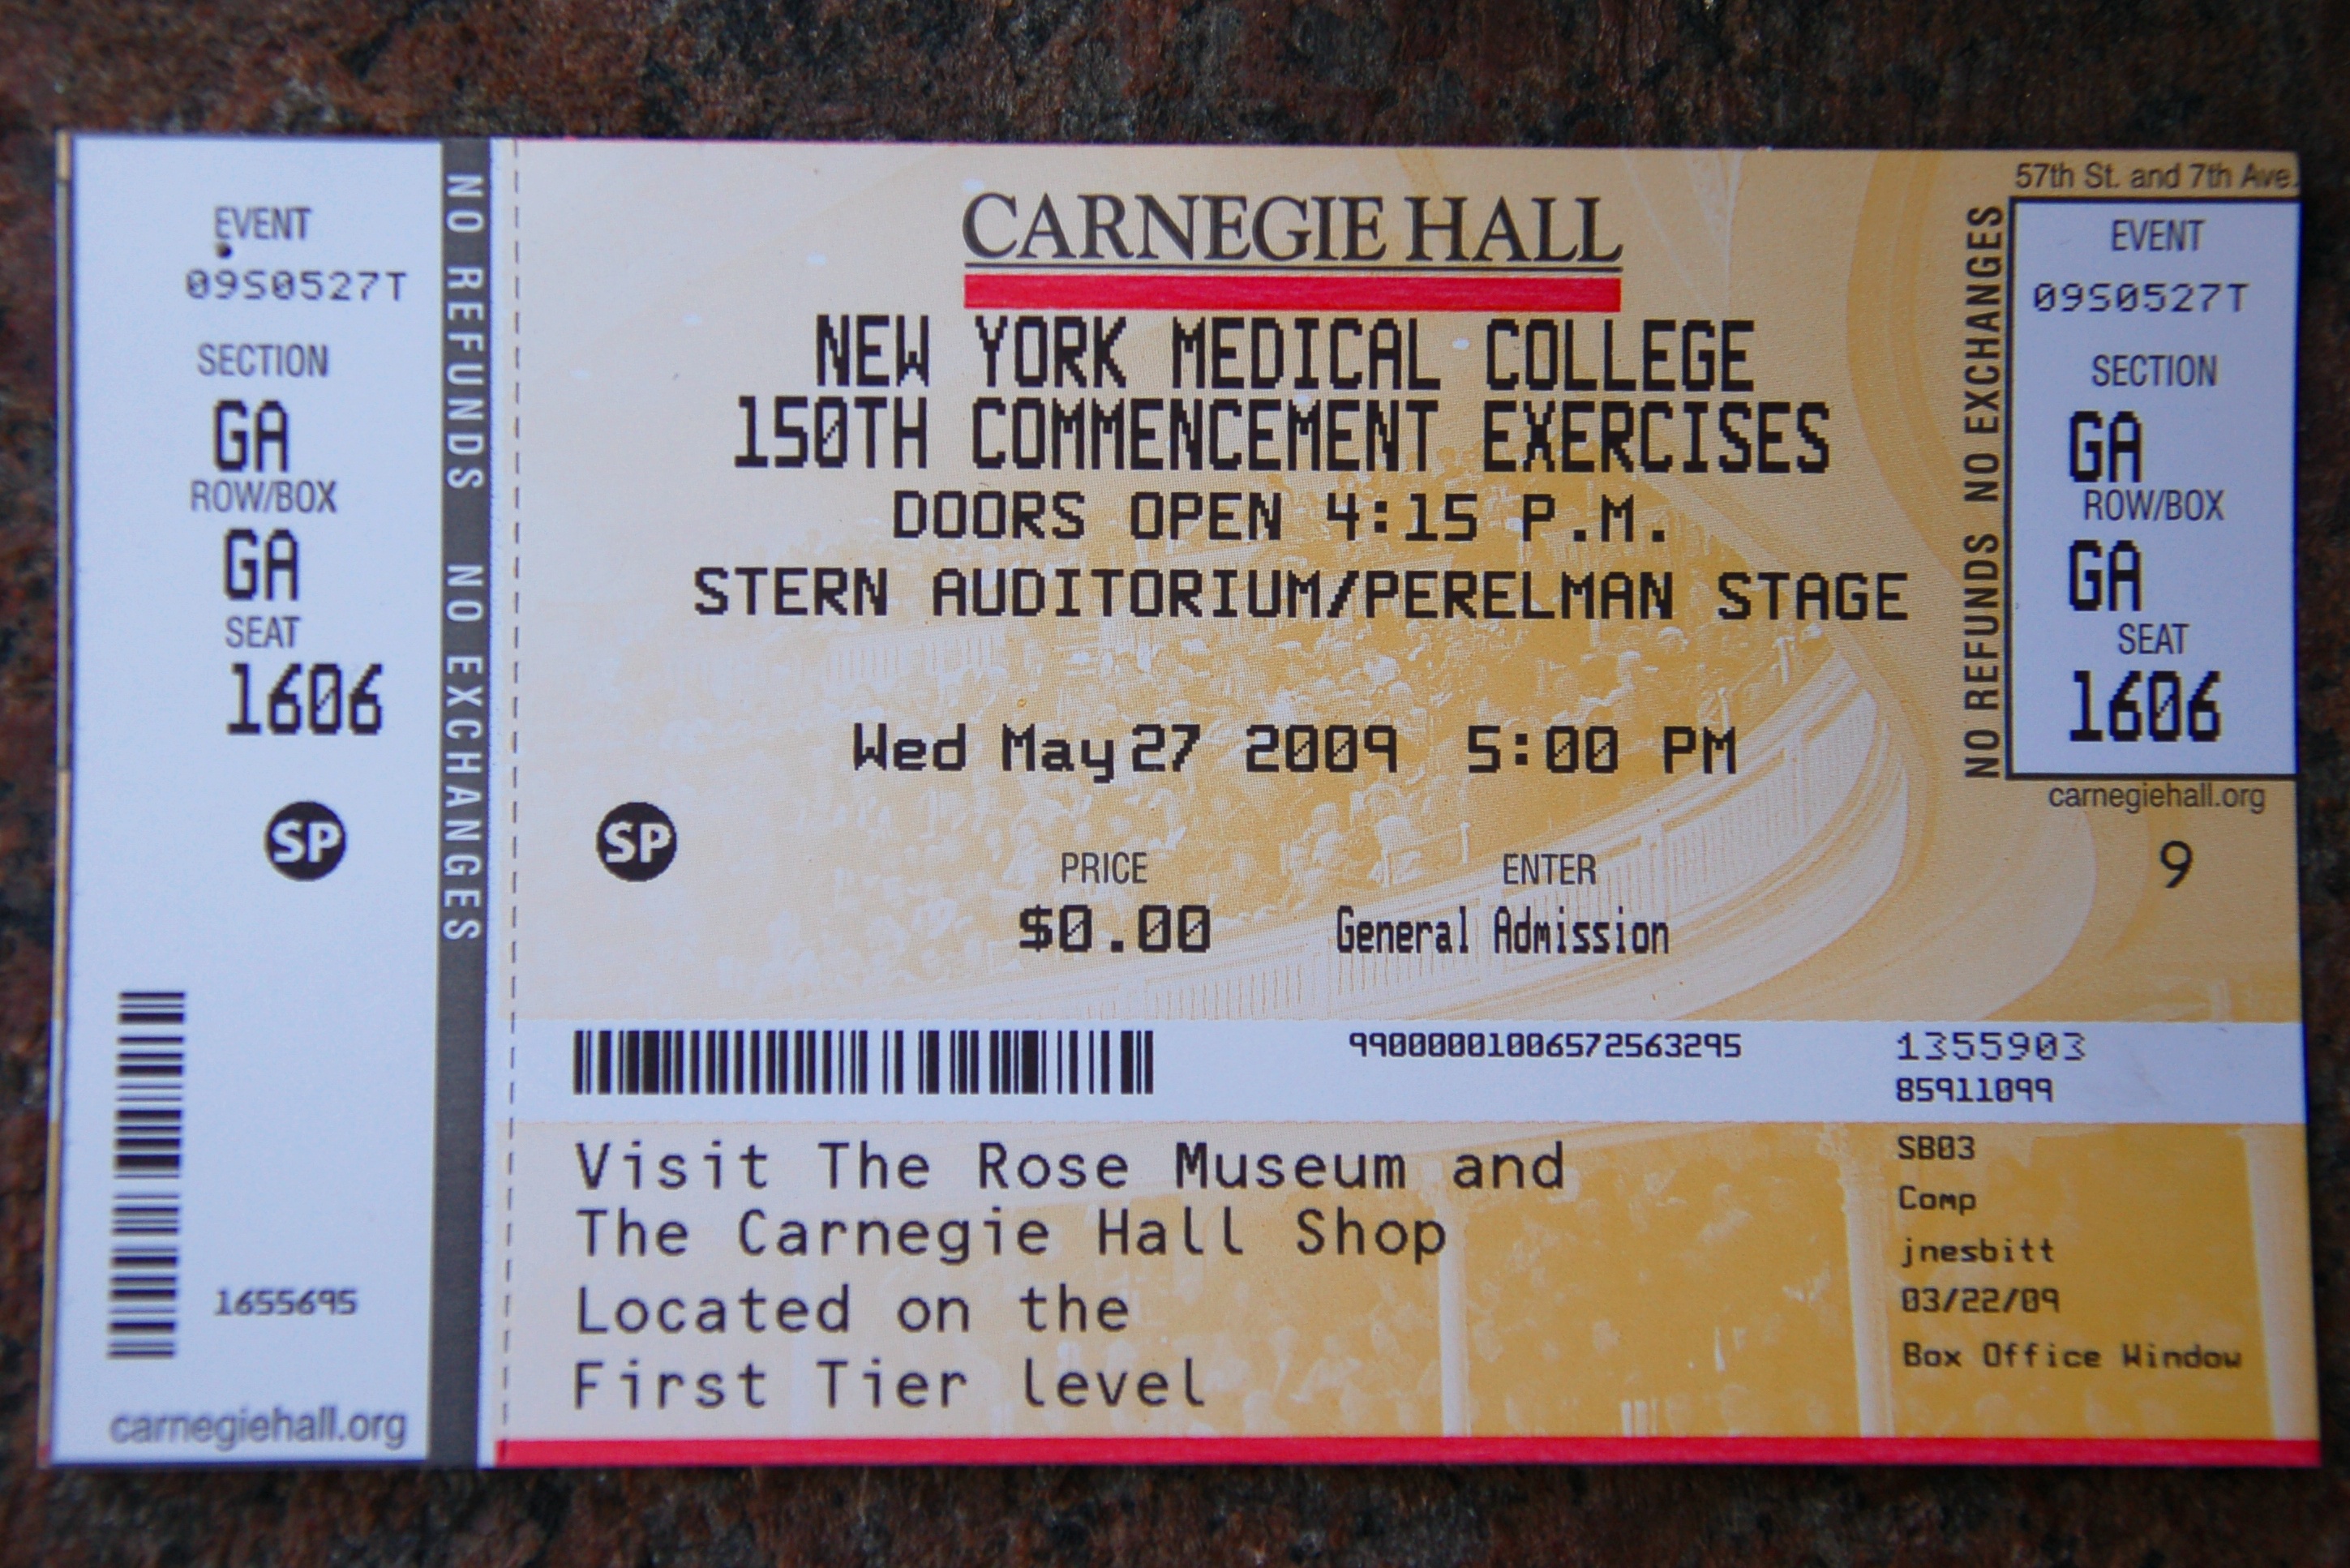 EVENT
09S0527T
SECTION
GA
ROW/BOX
GA
SEAT
1606
SP
1655695
carnegiehall.org
NO REFUNDS NO EXCHANGES
CARNEGIE HALL
NEW YORK MEDICAL COLLEGE
150TH COMMENCEMENT EXERCISES
DOORS OPEN 4:15 P.M.
STERN AUDITORIUM/PERELMAN STAGE
Wed May 27 2009 5:00 PM
SP
PRICE
ENTER
$0.00
General Admission
99000001006572563295
1355903
85911099
Visit The Rose Museum and
The Carnegie Hall Shop
Located on the
First Tier level
SB03
Comp
jnesbitt
03/22/09
Box Office Window
NO REFUNDS NO EXCHANGES
57th St. and 7th Ave.
EVENT
09S0527T
SECTION
GA
ROW/BOX
GA
SEAT
1606
carnegiehall.org
9